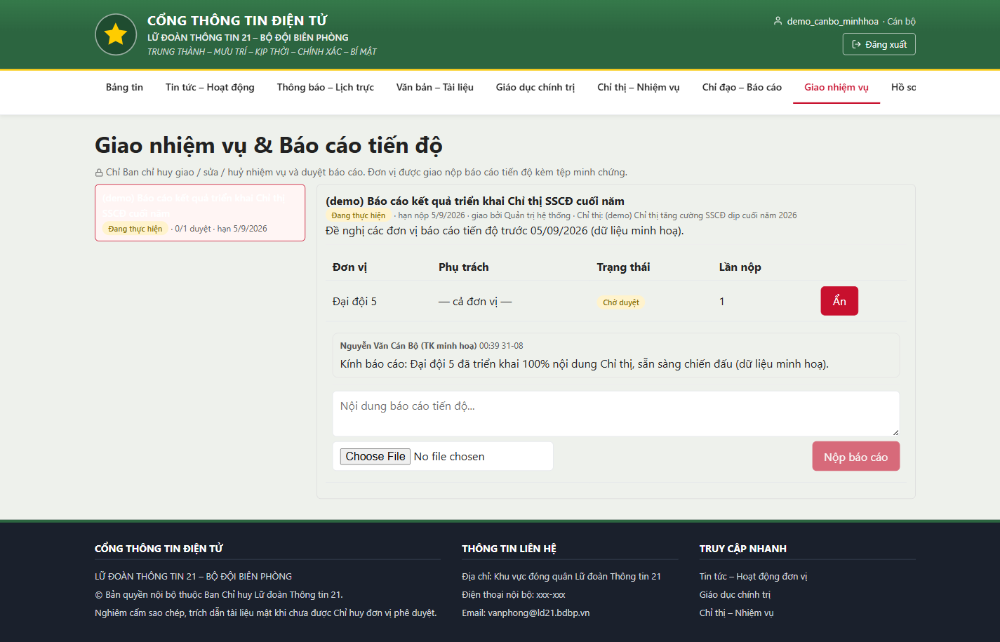 CỔNG THÔNG TIN ĐIỆN TỬ
LỮ ĐOÀN THÔNG TIN 21 – BỘ ĐỘI BIÊN PHÒNG
TRUNG THÀNH – MƯU TRÍ – KỊP THỜI – CHÍNH XÁC – BÍ MẬT
demo_canbo_minhhoa · Cán bộ
Đăng xuất
Bảng tin Tin tức – Hoạt động Thông báo – Lịch trực Văn bản – Tài liệu Giáo dục chính trị Chỉ thị – Nhiệm vụ Chỉ đạo – Báo cáo Giao nhiệm vụ Hồ sơ
Giao nhiệm vụ & Báo cáo tiến độ
Chỉ Ban chỉ huy giao / sửa / huỷ nhiệm vụ và duyệt báo cáo. Đơn vị được giao nộp báo cáo tiến độ kèm tệp minh chứng.
(demo) Báo cáo kết quả triển khai Chỉ thị
SSCĐ cuối năm
Đang thực hiện · 0/1 duyệt · hạn 5/9/2026
(demo) Báo cáo kết quả triển khai Chỉ thị SSCĐ cuối năm
Đang thực hiện · hạn nộp 5/9/2026 · giao bởi Quản trị hệ thống · Chỉ thị: (demo) Chỉ thị tăng cường SSCĐ dịp cuối năm 2026
Đề nghị các đơn vị báo cáo tiến độ trước 05/09/2026 (dữ liệu minh hoạ).
Đơn vị Phụ trách Trạng thái Lần nộp
Đại đội 5 — cả đơn vị — Chờ duyệt 1 Ẩn
Nguyễn Văn Cán Bộ (TK minh hoạ) 00:39 31-08
Kính báo cáo: Đại đội 5 đã triển khai 100% nội dung Chỉ thị, sẵn sàng chiến đấu (dữ liệu minh hoạ).
Nội dung báo cáo tiến độ...
Choose File No file chosen
Nộp báo cáo
CỔNG THÔNG TIN ĐIỆN TỬ
LỮ ĐOÀN THÔNG TIN 21 – BỘ ĐỘI BIÊN PHÒNG
© Bản quyền nội bộ thuộc Ban Chỉ huy Lữ đoàn Thông tin 21.
Nghiêm cấm sao chép, trích dẫn tài liệu mật khi chưa được Chỉ huy đơn vị phê duyệt.
THÔNG TIN LIÊN HỆ
Địa chỉ: Khu vực đóng quân Lữ đoàn Thông tin 21
Điện thoại nội bộ: xxx-xxx
Email: vanphong@ld21.bdbp.vn
TRUY CẬP NHANH
Tin tức – Hoạt động đơn vị
Giáo dục chính trị
Chỉ thị – Nhiệm vụ